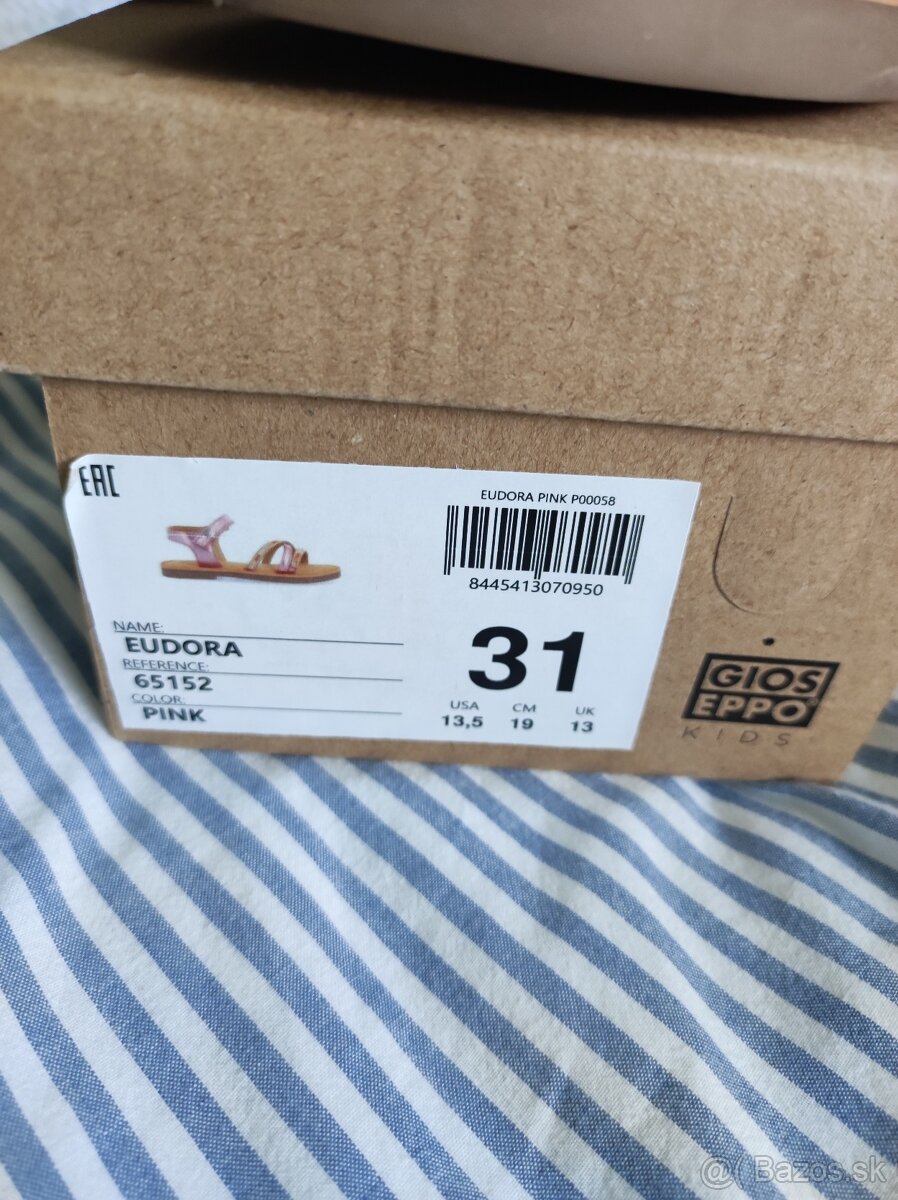 EAC
EUDORA PINK P00058
8445413070950
NAME:
EUDORA
REFERENCE:
65152
COLOR:
PINK
31
USA CM UK
13,5 19 13
GIOS
EPPO®
KIDS
@ Bazos.sk